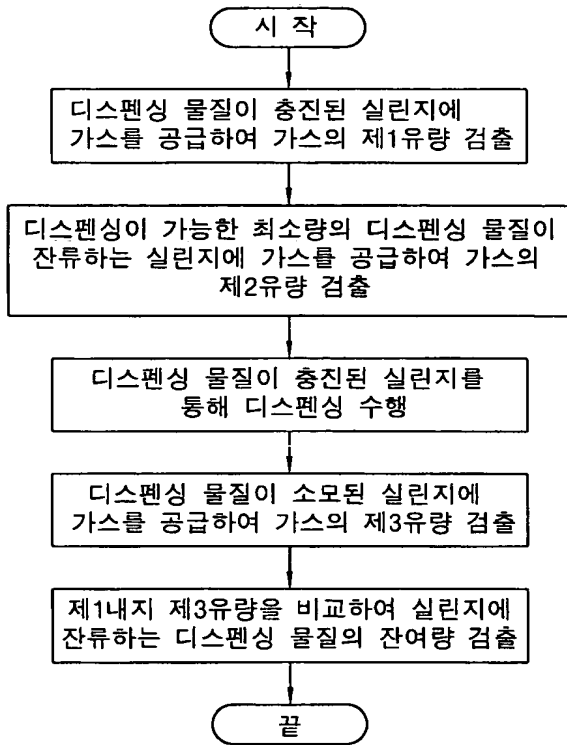 시 작
디스펜싱 물질이 충진된 실린지에
가스를 공급하여 가스의 제1유량 검출
디스펜싱이 가능한 최소량의 디스펜싱 물질이
잔류하는 실린지에 가스를 공급하여 가스의
제2유량 검출
디스펜싱 물질이 충진된 실린지를
통해 디스펜싱 수행
디스펜싱 물질이 소모된 실린지에
가스를 공급하여 가스의 제3유량 검출
제1내지 제3유량을 비교하여 실린지에
잔류하는 디스펜싱 물질의 잔여량 검출
끝